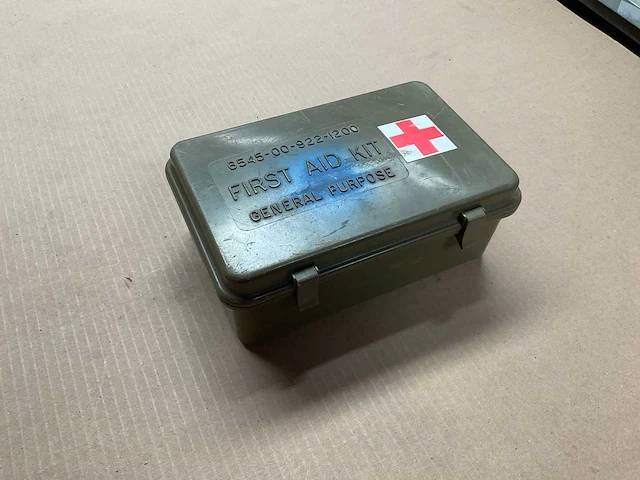 6545-00-922-1200
FIRST AID KIT
GENERAL PURPOSE